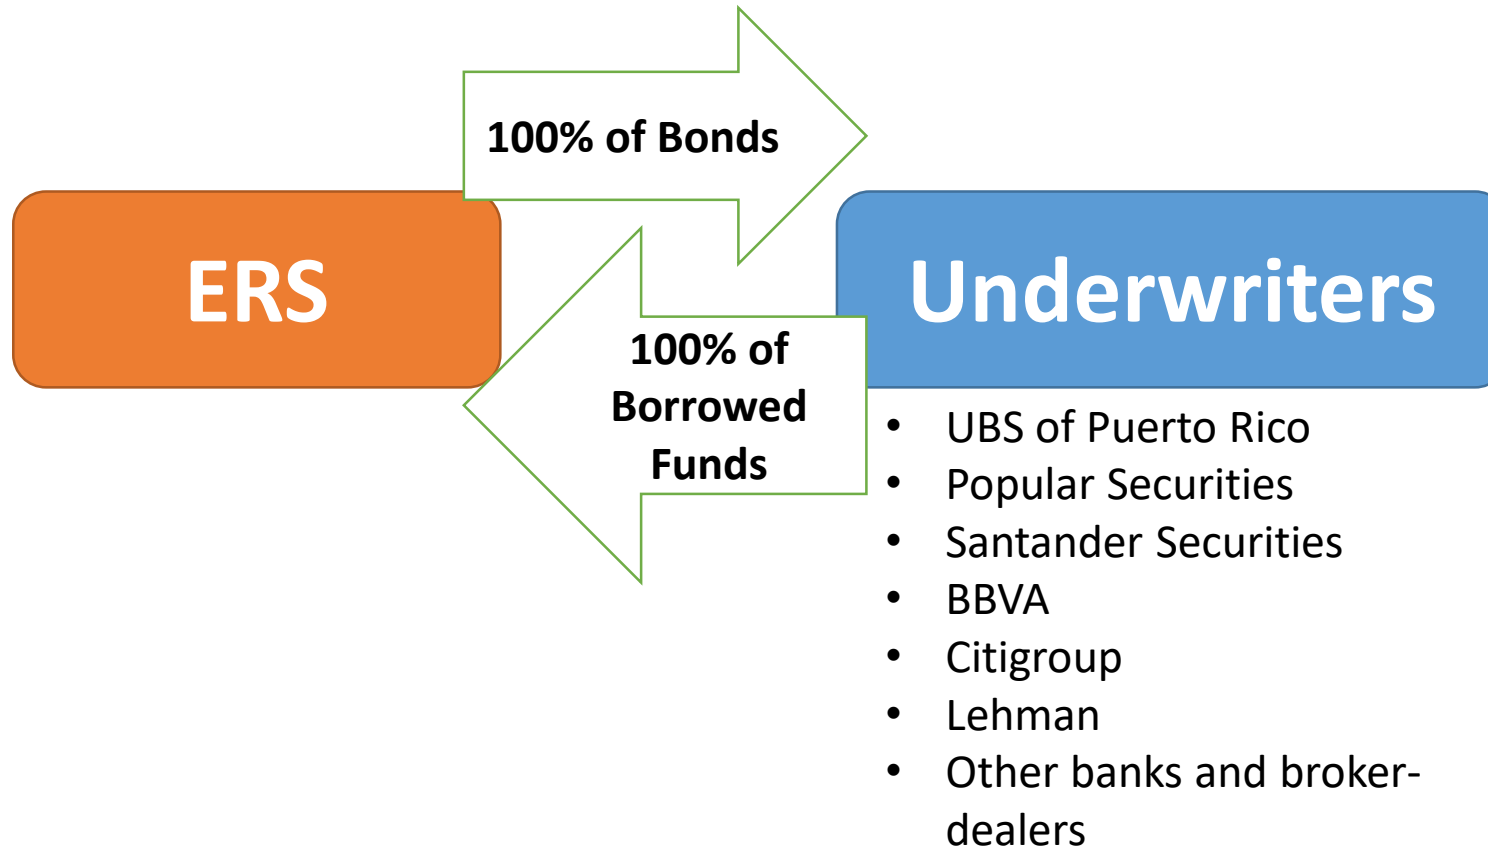 100% of Bonds
ERS
Underwriters
100% of
Borrowed
Funds
• UBS of Puerto Rico
• Popular Securities
• Santander Securities
• BBVA
• Citigroup
• Lehman
• Other banks and broker-
dealers